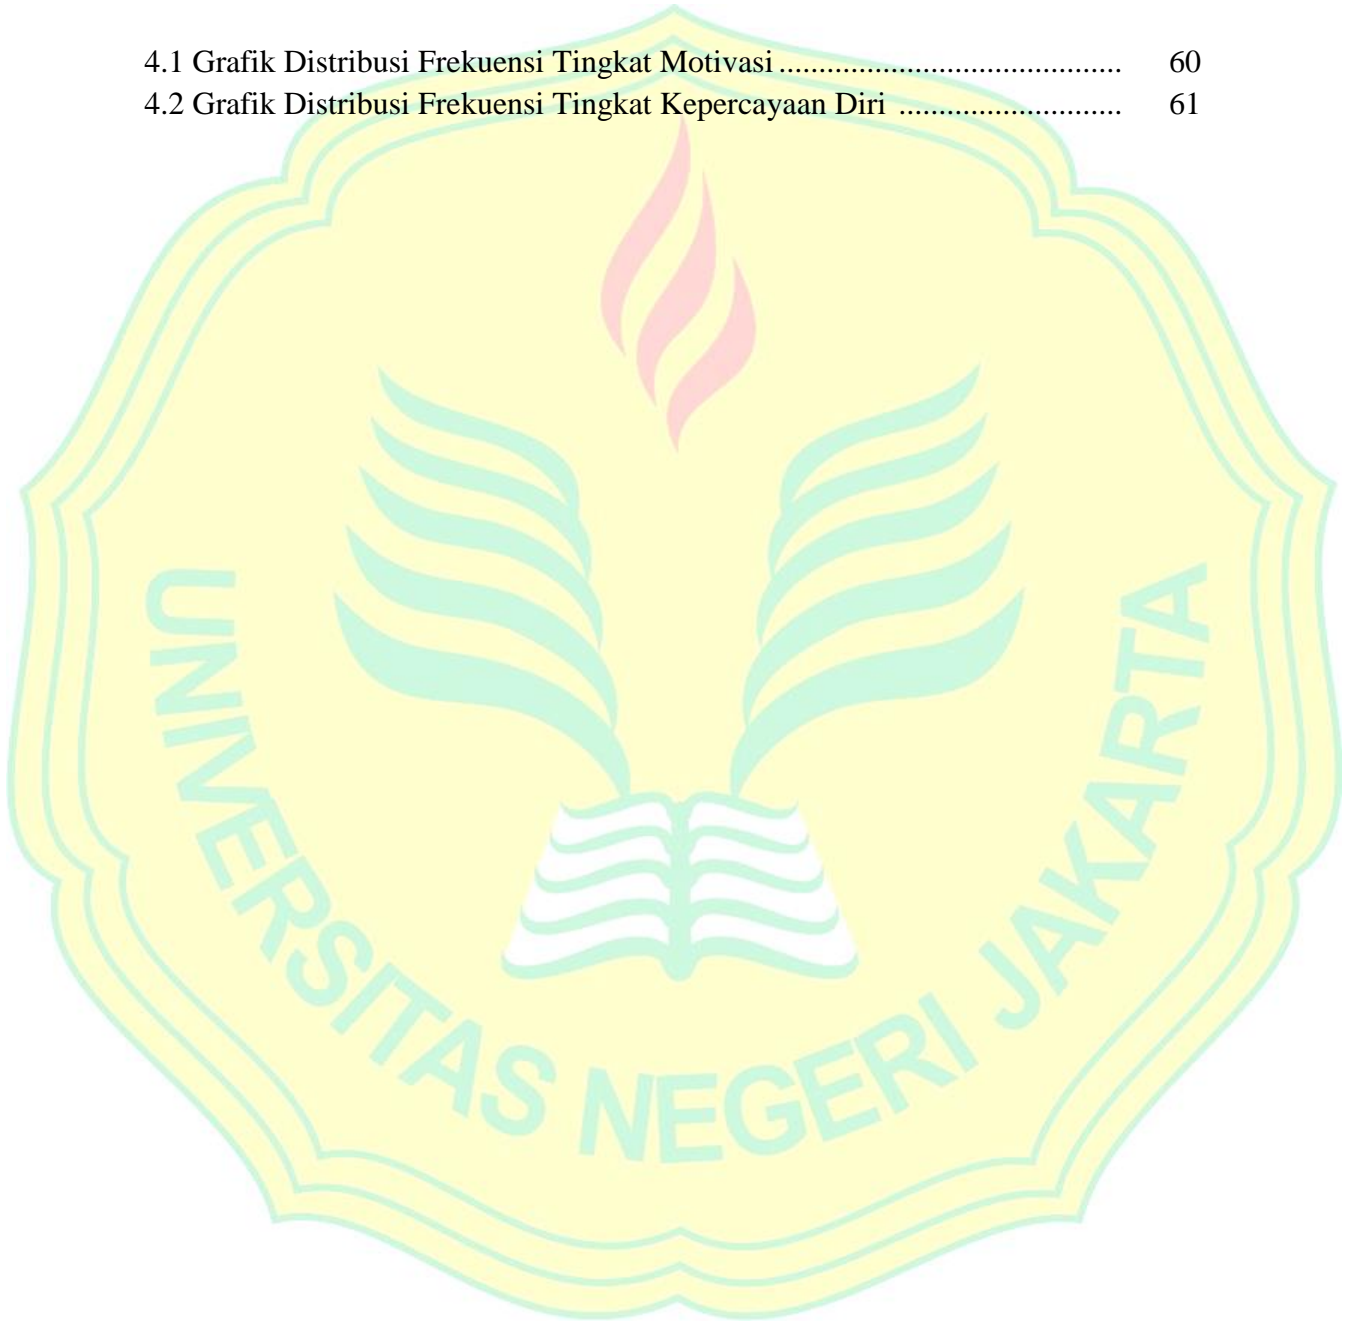 4.1 Grafik Distribusi Frekuensi Tingkat Motivasi ........................................... 60
4.2 Grafik Distribusi Frekuensi Tingkat Kepercayaan Diri ............................ 61
UNIVERSITAS NEGERI JAKARTA